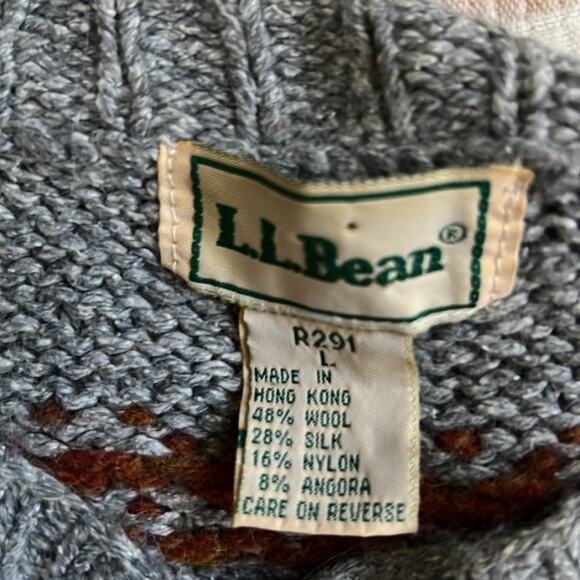 L.L.Bean®
R291
L
MADE IN
HONG KONG
48% WOOL
28% SILK
16% NYLON
8% ANGORA
CARE ON REVERSE